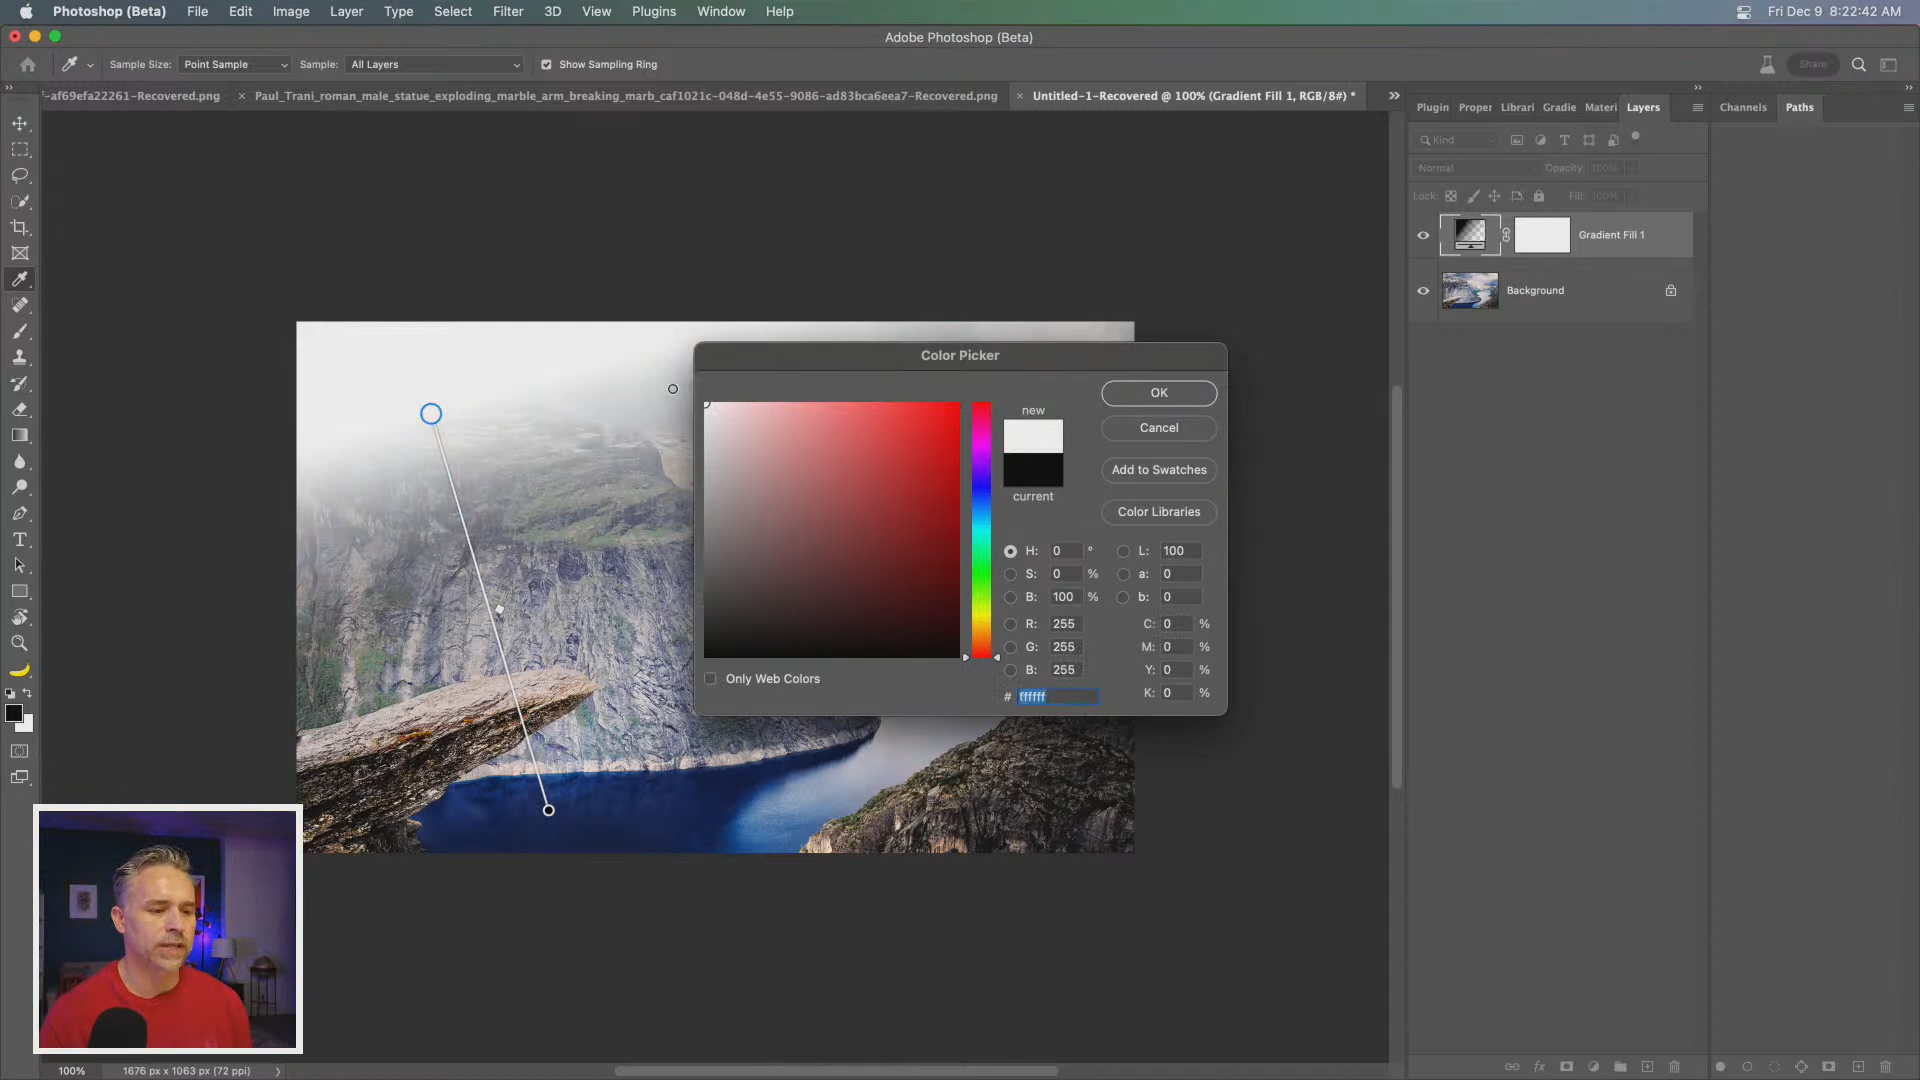 Photoshop (Beta) File Edit Image Layer Type Select Filter 3D View Plugins Window Help Fri Dec 9 8:22:42 AM
Adobe Photoshop (Beta)
Sample Size: Point Sample Sample: All Layers Show Sampling Ring Share
-af69efa22261-Recovered.png Paul_Trani_roman_male_statue_exploding_marble_arm_breaking_marb_caf1021c-048d-4e55-9086-ad83bca6eea7-Recovered.png Untitled-1-Recovered @ 100% (Gradient Fill 1, RGB/8#) *
Plugin Proper Librari Gradie Materi Layers Channels Paths
Kind
Normal Opacity: 100%
Lock: Fill: 100%
Gradient Fill 1
Background
Color Picker
OK
new
Cancel
Add to Swatches
current
Color Libraries
H: 0 ° L: 100
S: 0 % a: 0
B: 100 % b: 0
R: 255 C: 0 %
G: 255 M: 0 %
B: 255 Y: 0 %
Only Web Colors
# ffffff K: 0 %
100% 1676 px x 1063 px (72 ppi)